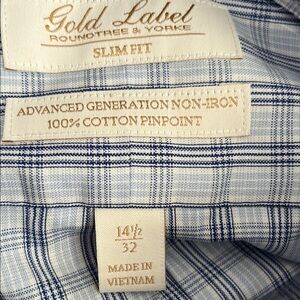 Gold Label
ROUNDTREE & YORKE
SLIM FIT
ADVANCED GENERATION NON-IRON
100% COTTON PINPOINT
14½
32
MADE IN
VIETNAM